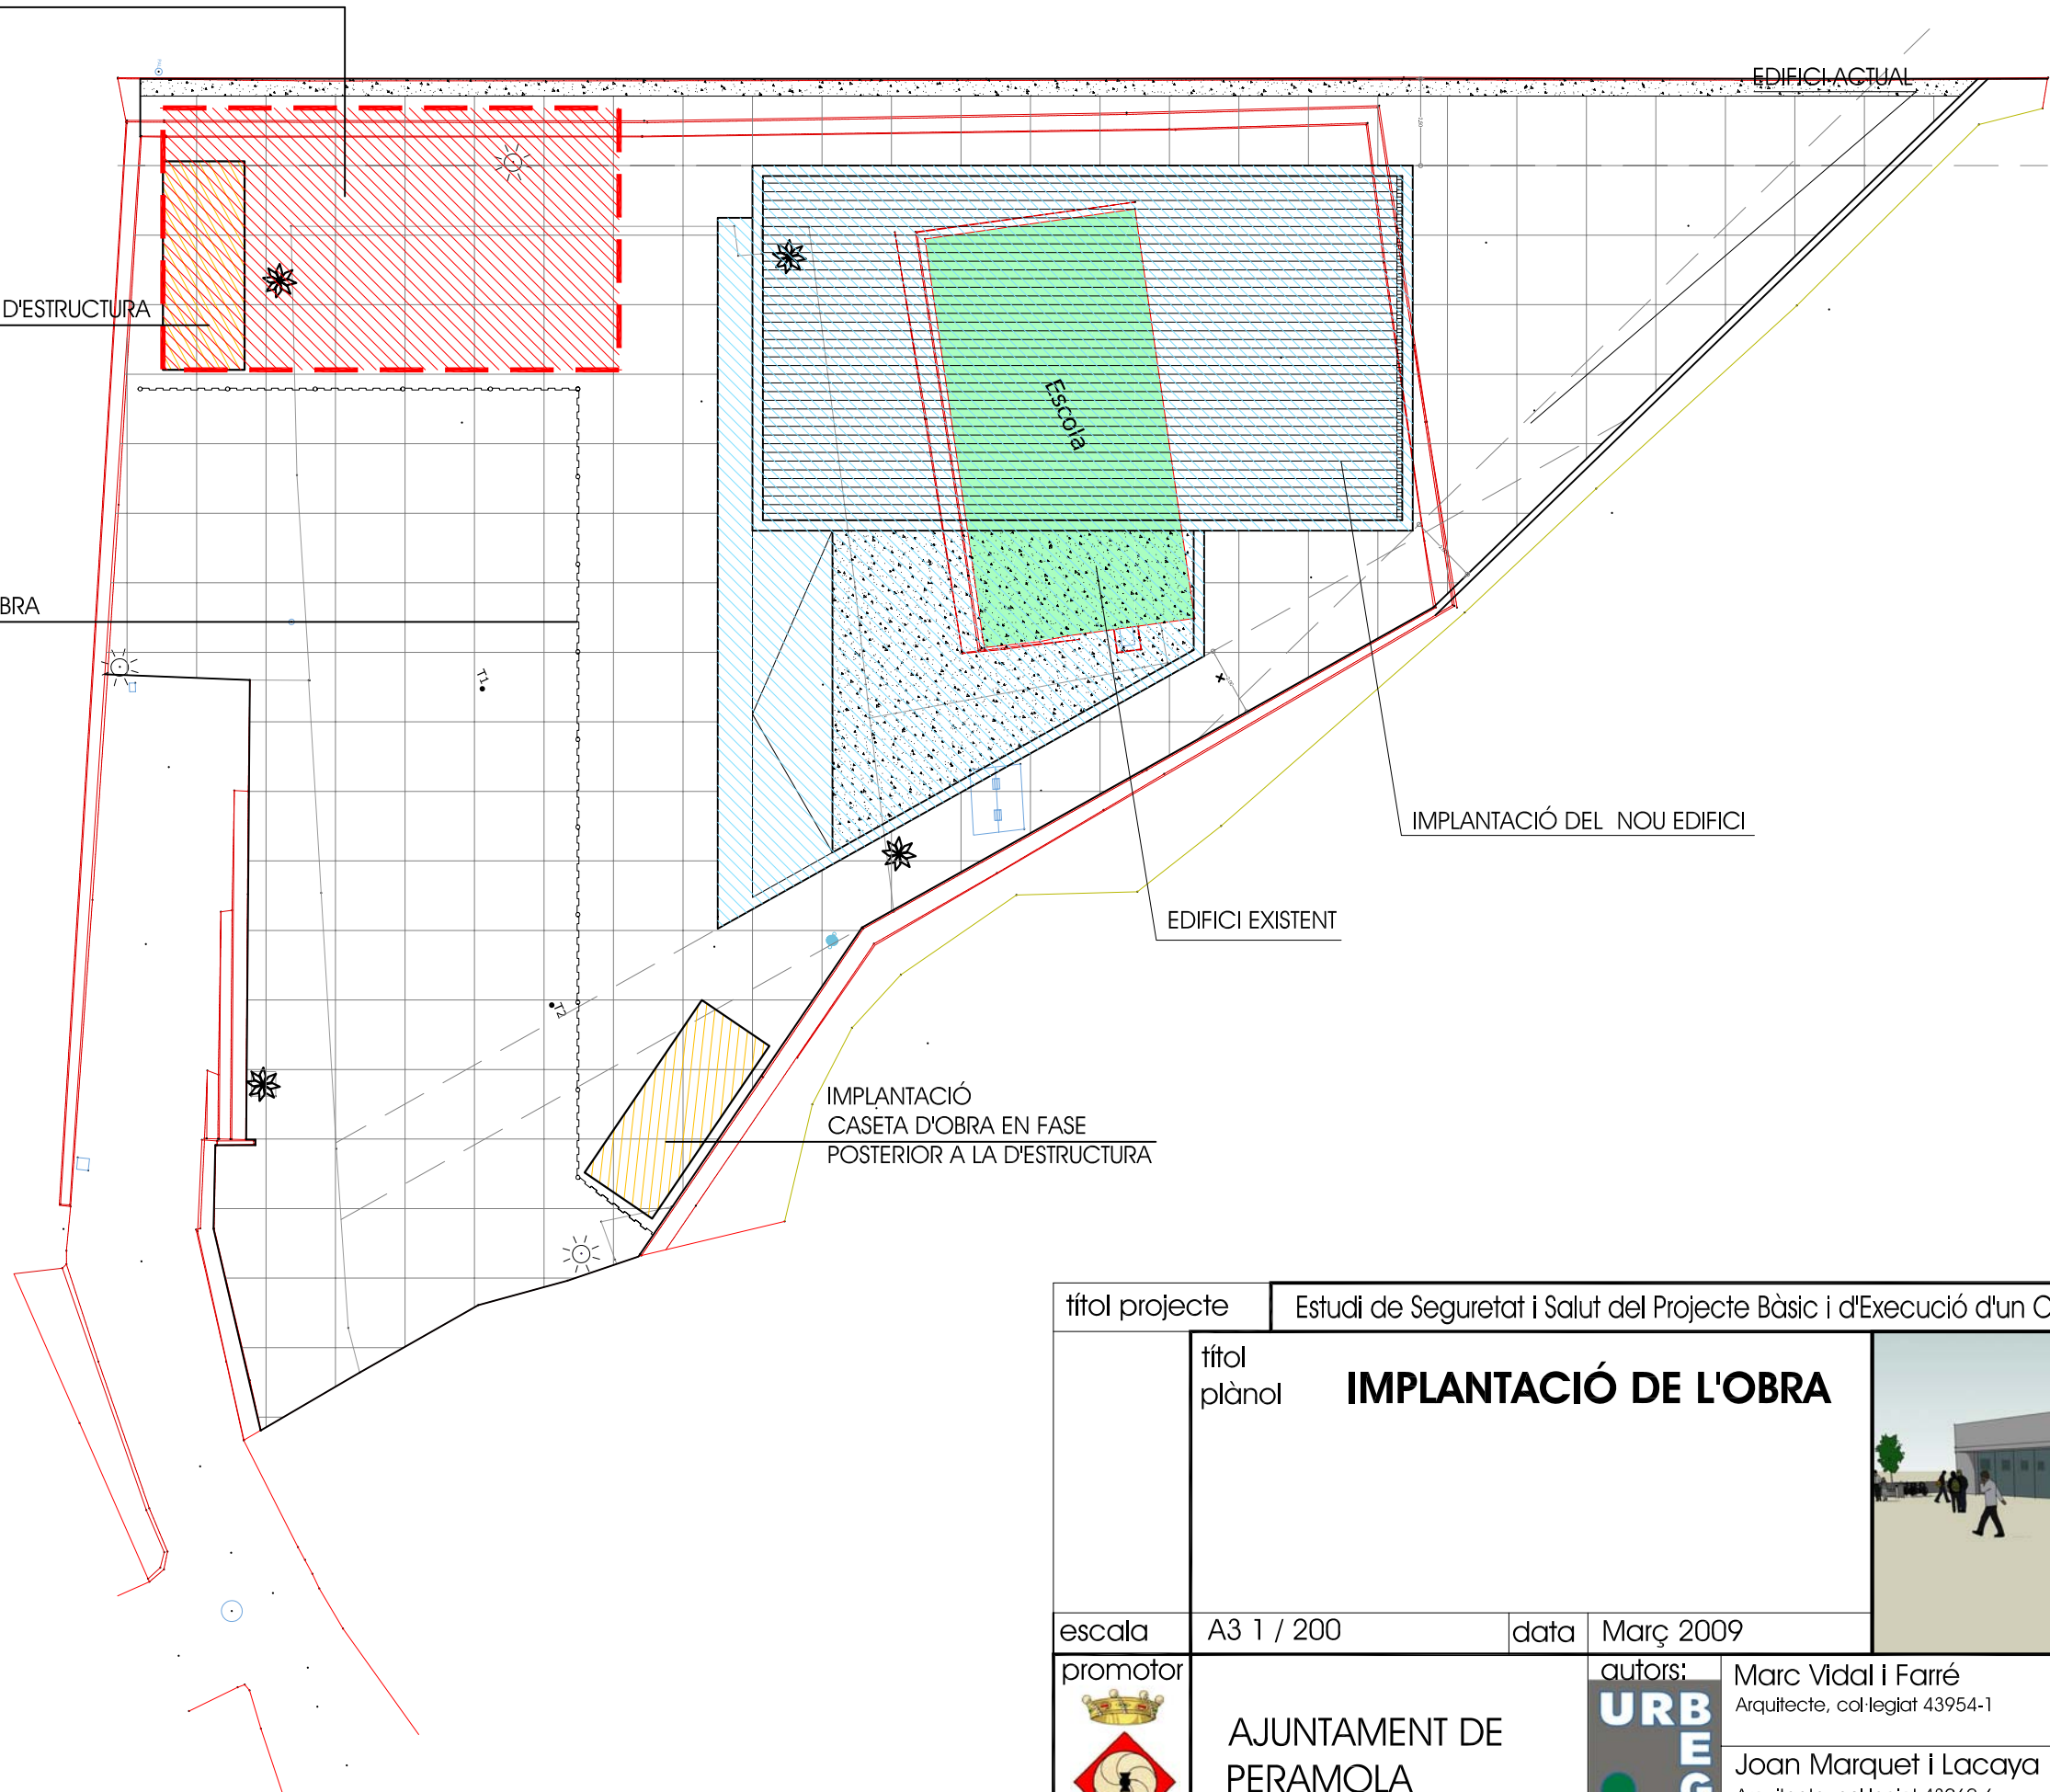 EDIFICI ACTUAL
D'ESTRUCTURA
Escola
BRA
T1
IMPLANTACIÓ DEL NOU EDIFICI
EDIFICI EXISTENT
T2
IMPLANTACIÓ
CASETA D'OBRA EN FASE
POSTERIOR A LA D'ESTRUCTURA
títol projecte
Estudi de Seguretat i Salut del Projecte Bàsic i d'Execució d'un
títol
plànol
IMPLANTACIÓ DE L'OBRA
escala
A3 1 / 200
data
Març 2009
promotor
AJUNTAMENT DE
PERAMOLA
autors:
URB
E
G
Marc Vidal i Farré
Arquitecte, col·legiat 43954-1
Joan Marquet i Lacaya